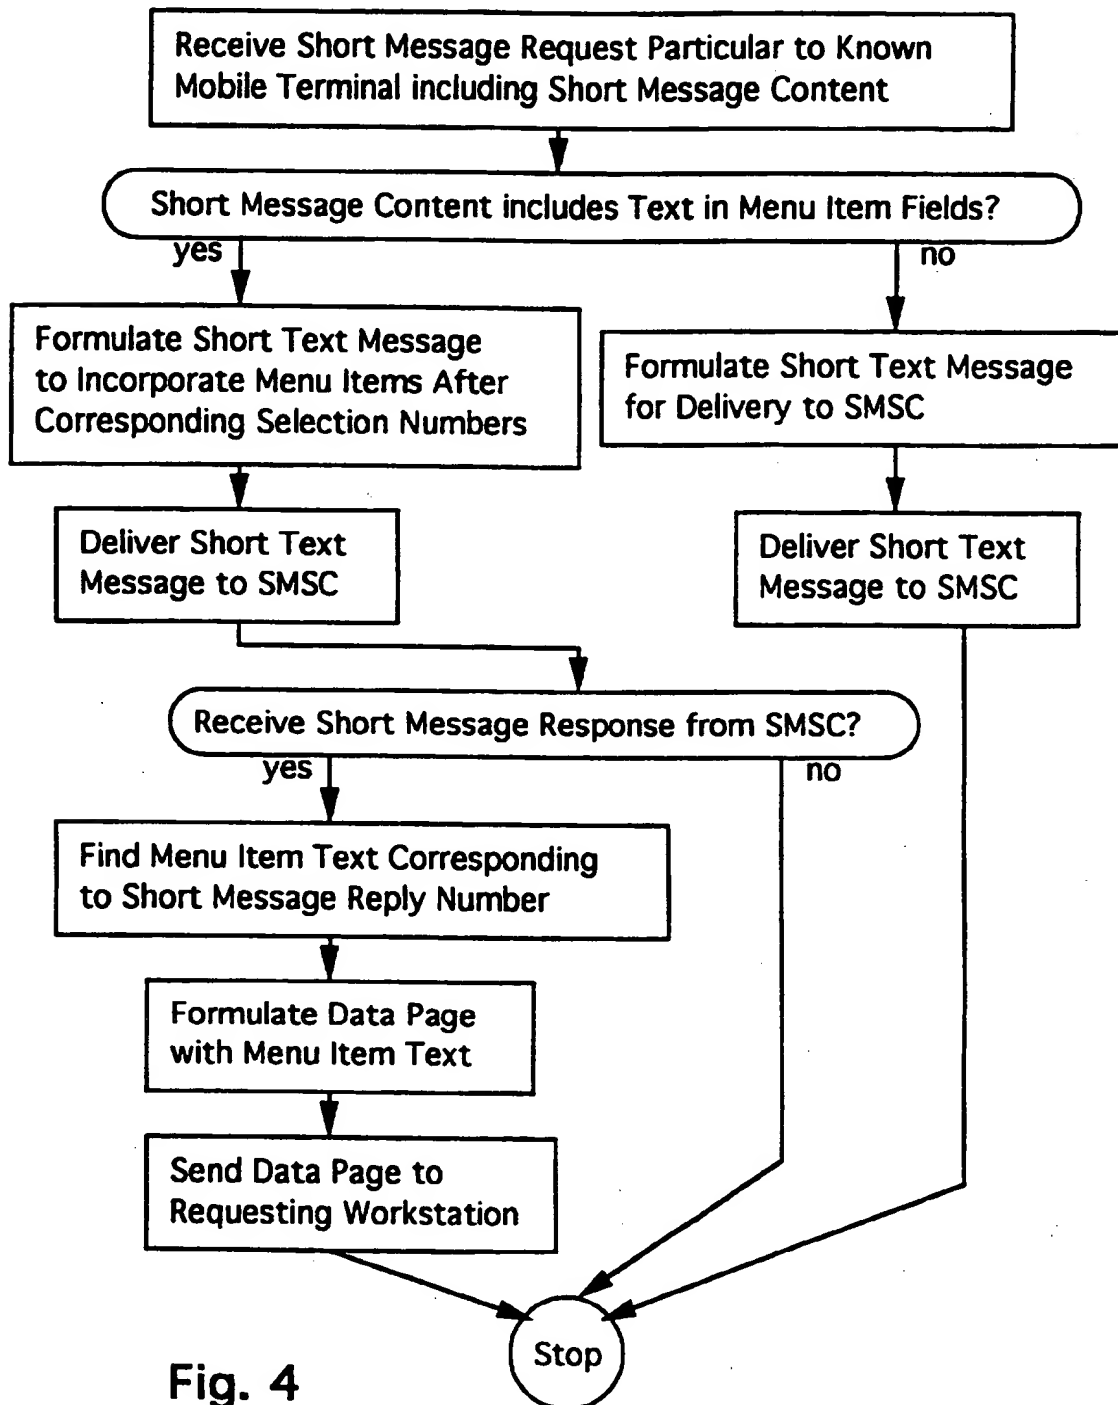 Receive Short Message Request Particular to Known
Mobile Terminal including Short Message Content
Short Message Content includes Text in Menu Item Fields?
yes
no
Formulate Short Text Message
to Incorporate Menu Items After
Corresponding Selection Numbers
Formulate Short Text Message
for Delivery to SMSC
Deliver Short Text
Message to SMSC
Deliver Short Text
Message to SMSC
Receive Short Message Response from SMSC?
yes
no
Find Menu Item Text Corresponding
to Short Message Reply Number
Formulate Data Page
with Menu Item Text
Send Data Page to
Requesting Workstation
Stop
Fig. 4